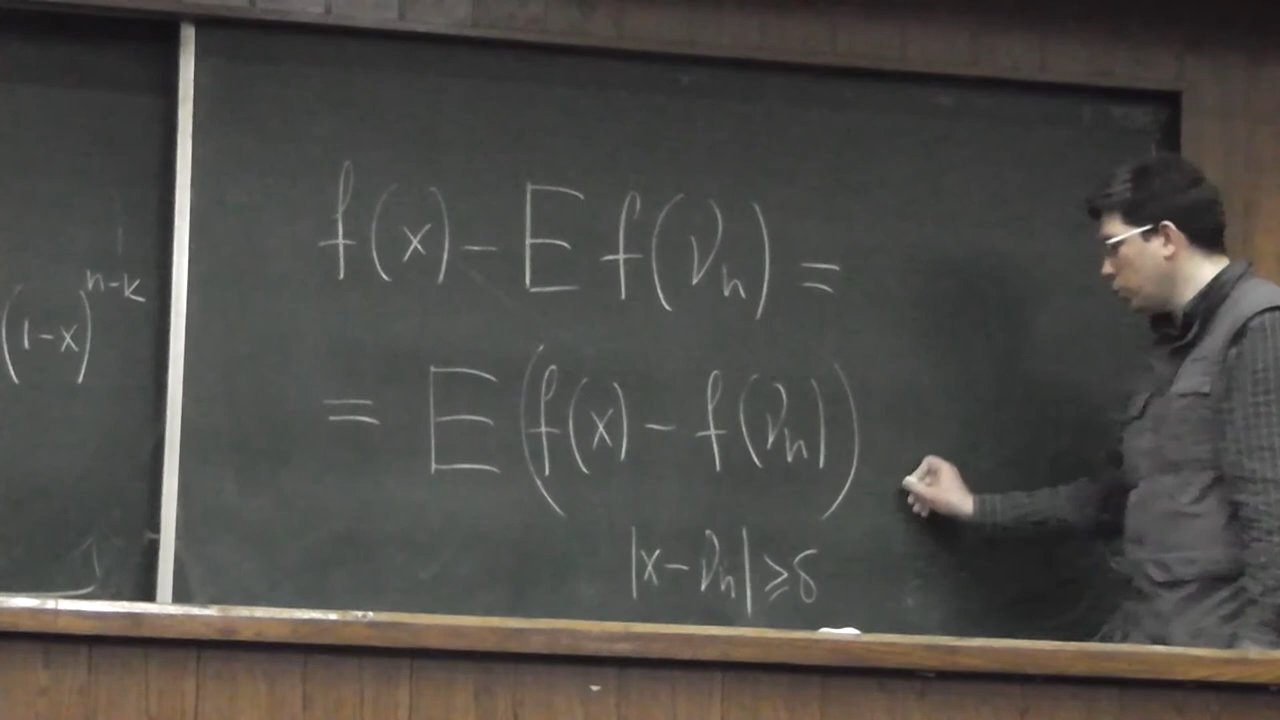 (1-x)^{n-k}
f(x) - E f(ν_n) =
= E (f(x) - f(ν_n))
|x - ν_n| ⩾ δ